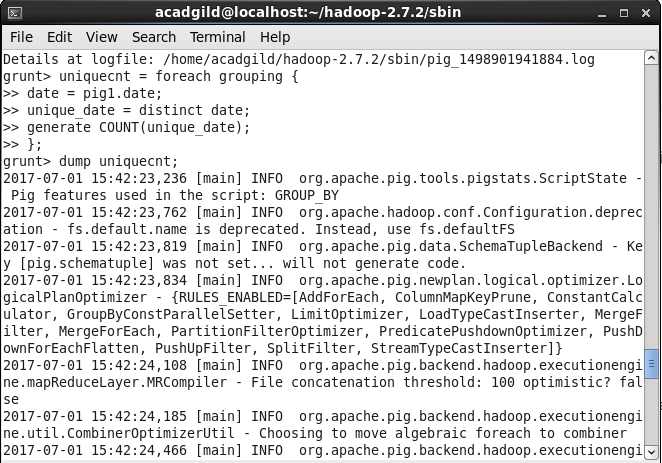 acadgild@localhost:~/hadoop-2.7.2/sbin
File Edit View Search Terminal Help
Details at logfile: /home/acadgild/hadoop-2.7.2/sbin/pig_1498901941884.log
grunt> uniquecnt = foreach grouping {
>> date = pig1.date;
>> unique_date = distinct date;
>> generate COUNT(unique_date);
>> };
grunt> dump uniquecnt;
2017-07-01 15:42:23,236 [main] INFO  org.apache.pig.tools.pigstats.ScriptState -
 Pig features used in the script: GROUP_BY
2017-07-01 15:42:23,762 [main] INFO  org.apache.hadoop.conf.Configuration.deprec
ation - fs.default.name is deprecated. Instead, use fs.defaultFS
2017-07-01 15:42:23,819 [main] INFO  org.apache.pig.data.SchemaTupleBackend - Ke
y [pig.schematuple] was not set... will not generate code.
2017-07-01 15:42:23,834 [main] INFO  org.apache.pig.newplan.logical.optimizer.Lo
gicalPlanOptimizer - {RULES_ENABLED=[AddForEach, ColumnMapKeyPrune, ConstantCalc
ulator, GroupByConstParallelSetter, LimitOptimizer, LoadTypeCastInserter, MergeF
ilter, MergeForEach, PartitionFilterOptimizer, PredicatePushdownOptimizer, PushD
ownForEachFlatten, PushUpFilter, SplitFilter, StreamTypeCastInserter]}
2017-07-01 15:42:24,108 [main] INFO  org.apache.pig.backend.hadoop.executionengi
ne.mapReduceLayer.MRCompiler - File concatenation threshold: 100 optimistic? fal
se
2017-07-01 15:42:24,185 [main] INFO  org.apache.pig.backend.hadoop.executionengi
ne.util.CombinerOptimizerUtil - Choosing to move algebraic foreach to combiner
2017-07-01 15:42:24,466 [main] INFO  org.apache.pig.backend.hadoop.executionengi